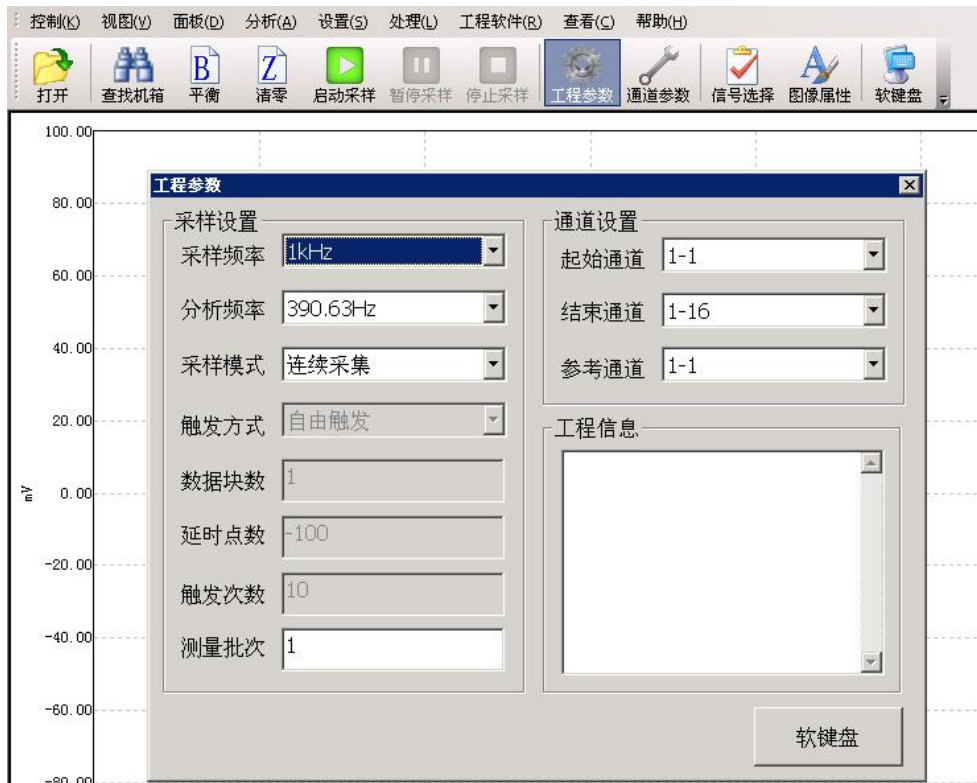 控制(K) 视图(V) 面板(D) 分析(A) 设置(S) 处理(L) 工程软件(R) 查看(C) 帮助(H)
打开 查找机箱 平衡 清零 启动采样 暂停采样 停止采样 工程参数 通道参数 信号选择 图像属性 软键盘
100.00
80.00
60.00
40.00
20.00
0.00
-20.00
-40.00
-60.00
-80.00
mV
工程参数
采样设置
采样频率 1kHz
分析频率 390.63Hz
采样模式 连续采集
触发方式 自由触发
数据块数 1
延时点数 -100
触发次数 10
测量批次 1
通道设置
起始通道 1-1
结束通道 1-16
参考通道 1-1
工程信息
软键盘